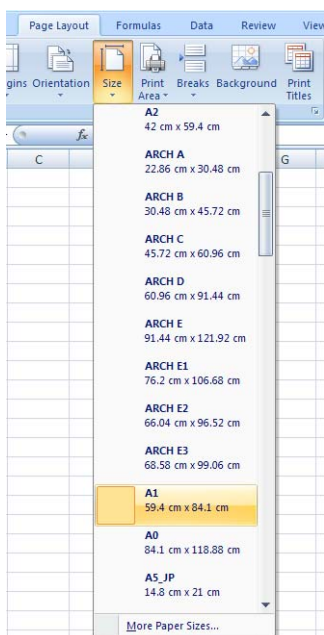 Page Layout Formulas Data Review View
gins Orientation Size Print Area Breaks Background Print Titles
fx
C G
A2
42 cm x 59.4 cm
ARCH A
22.86 cm x 30.48 cm
ARCH B
30.48 cm x 45.72 cm
ARCH C
45.72 cm x 60.96 cm
ARCH D
60.96 cm x 91.44 cm
ARCH E
91.44 cm x 121.92 cm
ARCH E1
76.2 cm x 106.68 cm
ARCH E2
66.04 cm x 96.52 cm
ARCH E3
68.58 cm x 99.06 cm
A1
59.4 cm x 84.1 cm
A0
84.1 cm x 118.88 cm
A5_JP
14.8 cm x 21 cm
More Paper Sizes...